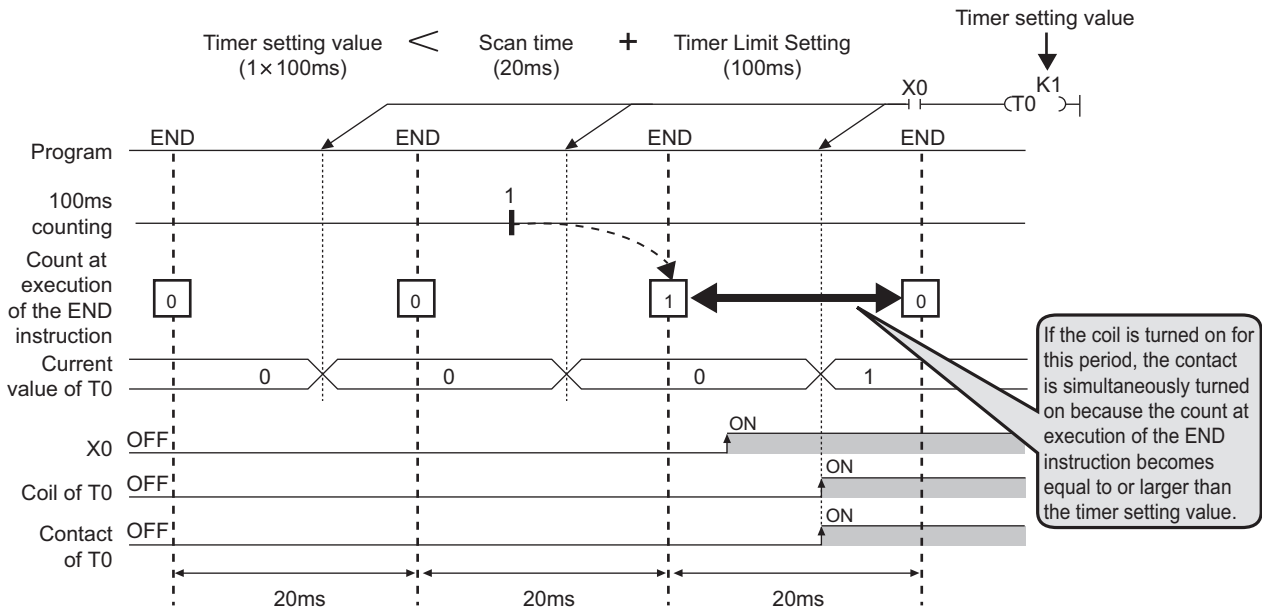 Timer setting value
Timer setting value < Scan time + Timer Limit Setting
(1×100ms) (20ms) (100ms)
X0 K1
T0
END END END END
Program
1
100ms
counting
Count at
execution
of the END
instruction
0 0 1 0
Current
value of T0
0 0 0 1
If the coil is turned on for
this period, the contact
is simultaneously turned
on because the count at
execution of the END
instruction becomes
equal to or larger than
the timer setting value.
X0 OFF ON
Coil of T0 OFF ON
Contact
of T0
OFF ON
20ms 20ms 20ms